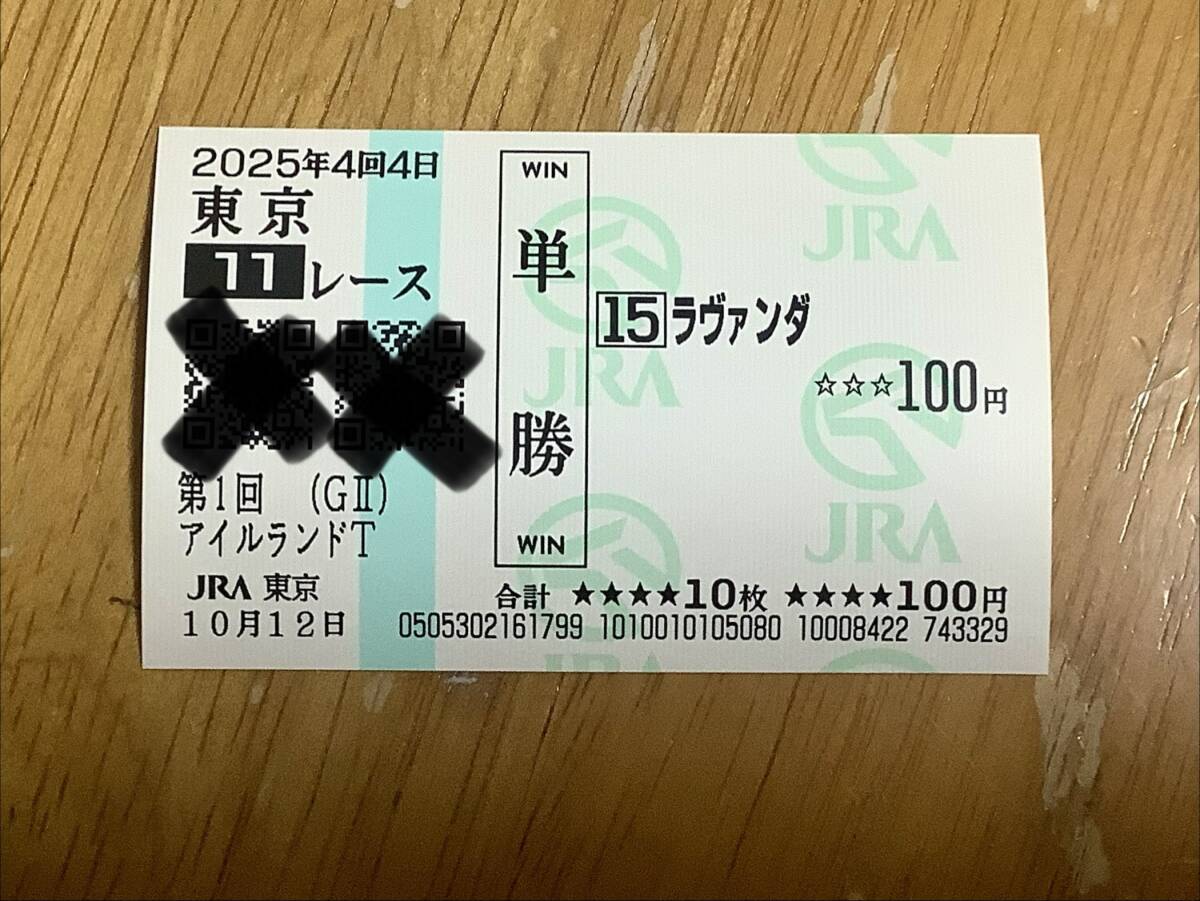 2025年4回4日
東京
11レース
第1回 (GⅡ)
アイルランドT
JRA 東京
10月12日
WIN
単勝
WIN
15ラヴァンダ
☆☆☆100円
合計 ★★★★10枚 ★★★★100円
0505302161799 1010010105080 10008422 743329
JRA
JRA
JRA
JRA